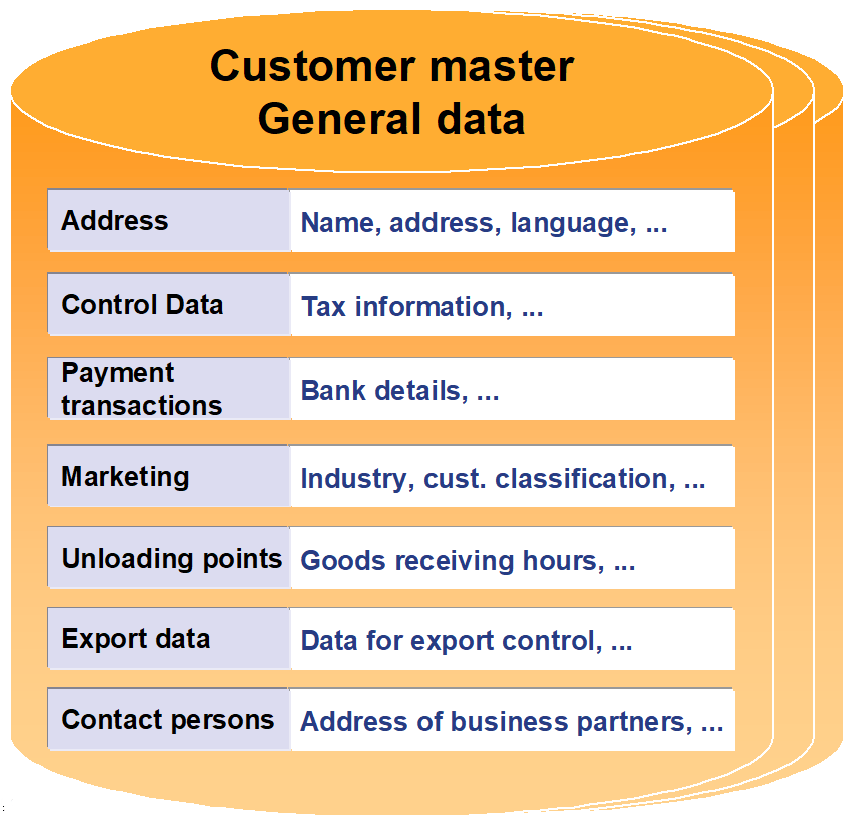 Customer master
General data
Address
Name, address, language, ...
Control Data
Tax information, ...
Payment
transactions
Bank details, ...
Marketing
Industry, cust. classification, ...
Unloading points
Goods receiving hours, ...
Export data
Data for export control, ...
Contact persons
Address of business partners, ...
: